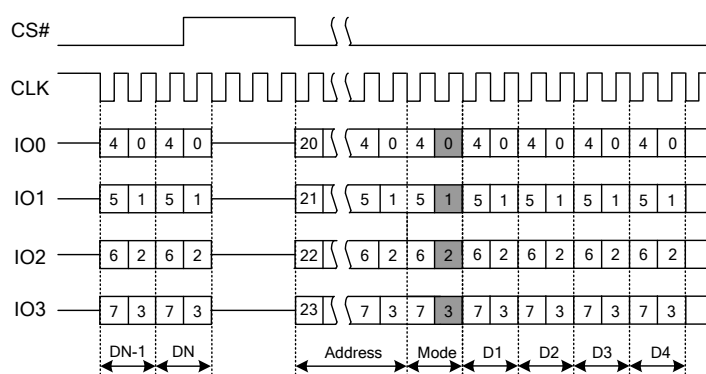 CS#
CLK
IO0 4 0 4 0 20 4 0 4 0 4 0 4 0 4 0 4 0
IO1 5 1 5 1 21 5 1 5 1 5 1 5 1 5 1 5 1
IO2 6 2 6 2 22 6 2 6 2 6 2 6 2 6 2 6 2
IO3 7 3 7 3 23 7 3 7 3 7 3 7 3 7 3 7 3
DN-1 DN Address Mode D1 D2 D3 D4